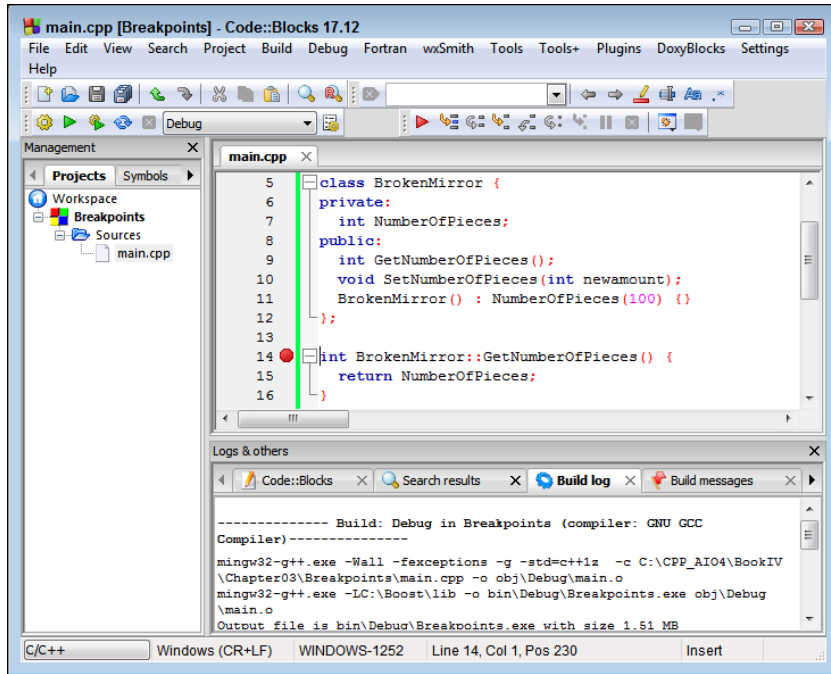 main.cpp [Breakpoints] - Code::Blocks 17.12
File Edit View Search Project Build Debug Fortran wxSmith Tools Tools+ Plugins DoxyBlocks Settings
Help
Debug
Management
main.cpp
Projects Symbols
Workspace
Breakpoints
Sources
main.cpp
5 class BrokenMirror {
6 private:
7 int NumberOfPieces;
8 public:
9 int GetNumberOfPieces();
10 void SetNumberOfPieces(int newamount);
11 BrokenMirror() : NumberOfPieces(100) {}
12 };
13
14 int BrokenMirror::GetNumberOfPieces() {
15 return NumberOfPieces;
16 }
Logs & others
Code::Blocks Search results Build log Build messages
-------------- Build: Debug in Breakpoints (compiler: GNU GCC
Compiler)---------------
mingw32-g++.exe -Wall -fexceptions -g -std=c++1z -c C:\CPP_AIO4\BookIV
\Chapter03\Breakpoints\main.cpp -o obj\Debug\main.o
mingw32-g++.exe -LC:\Boost\lib -o bin\Debug\Breakpoints.exe obj\Debug
\main.o
Output file is bin\Debug\Breakpoints.exe with size 1.51 MB
C/C++ Windows (CR+LF) WINDOWS-1252 Line 14, Col 1, Pos 230 Insert